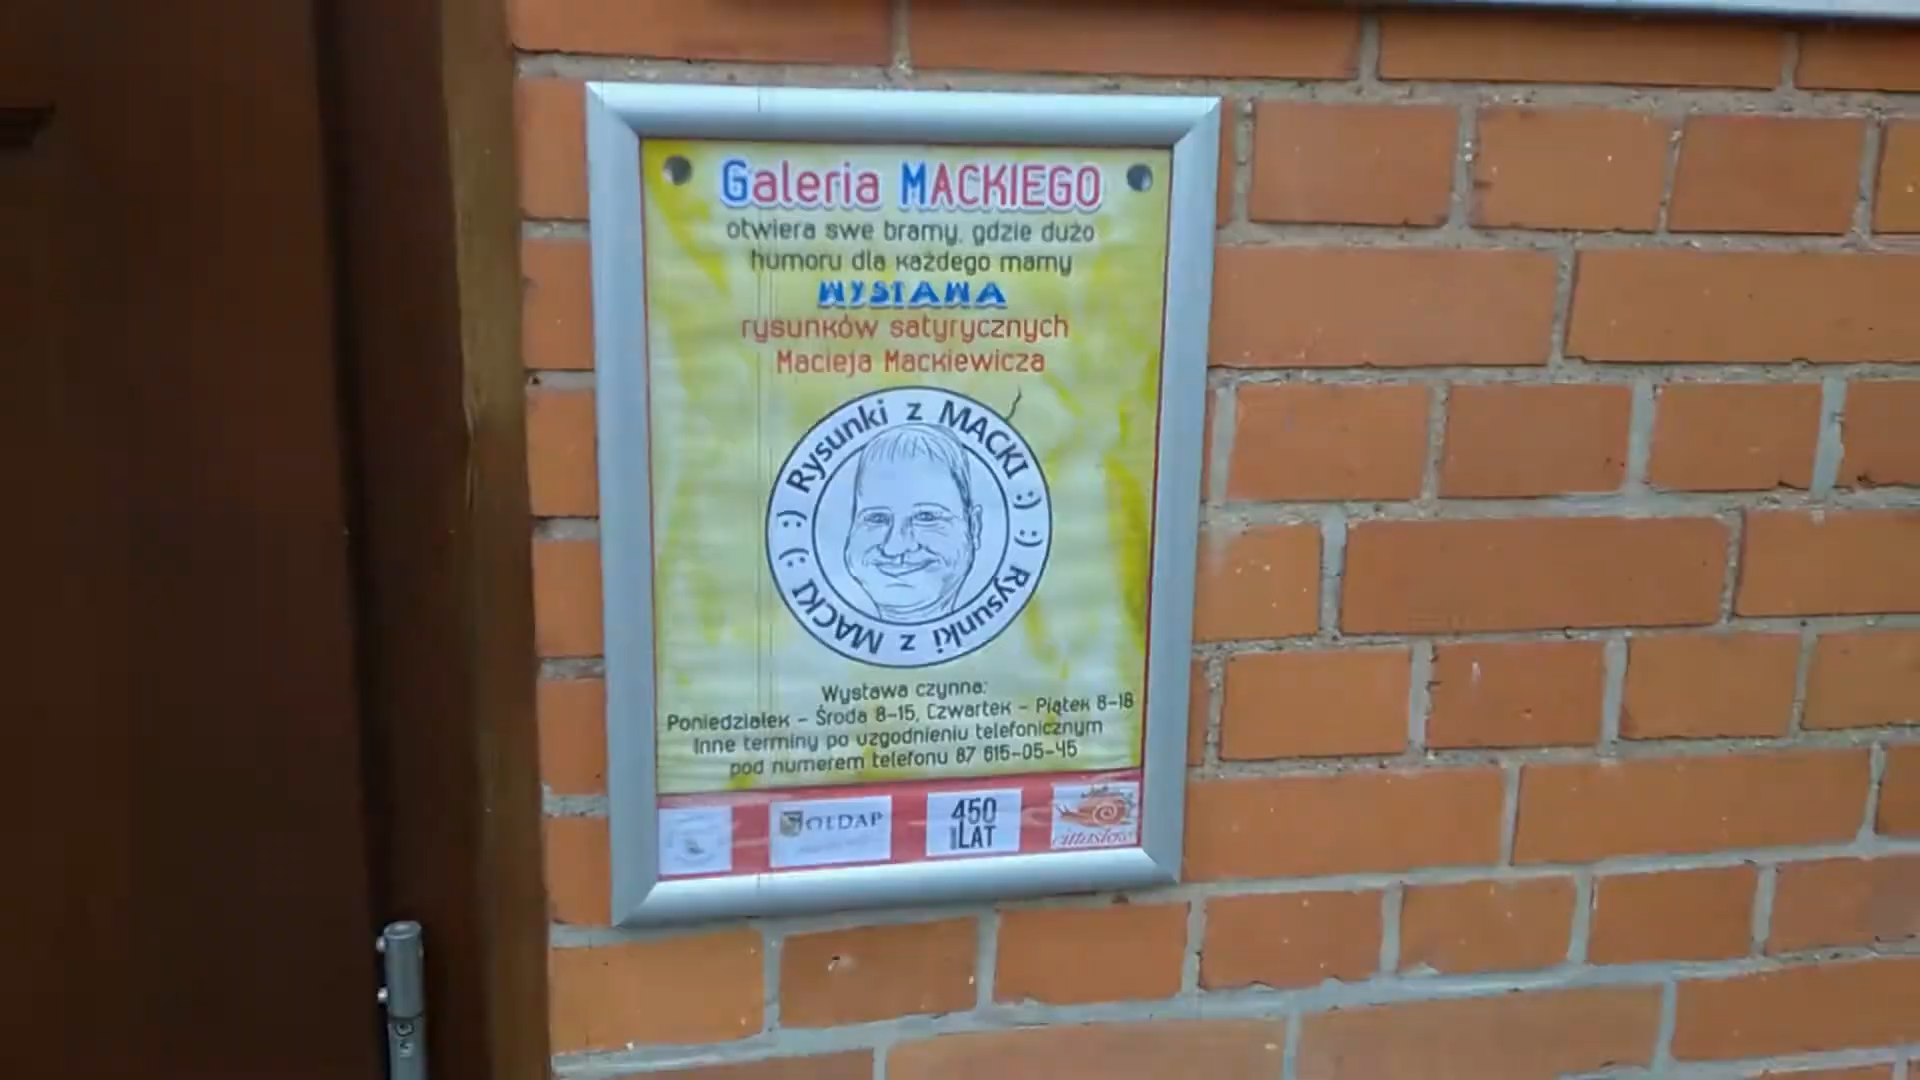 Galeria MACKIEGO
otwiera swe bramy, gdzie dużo
humoru dla każdego mamy
WYSTAWA
rysunków satyrycznych
Macieja Mackiewicza
:) Rysunki z MACKI :)
:) Rysunki z MACKI :)
Wystawa czynna:
Poniedziałek - Środa 8-15, Czwartek - Piątek 8-18
Inne terminy po uzgodnieniu telefonicznym
pod numerem telefonu 87 615-05-45
GOŁDAP
450
LAT
cittaslow